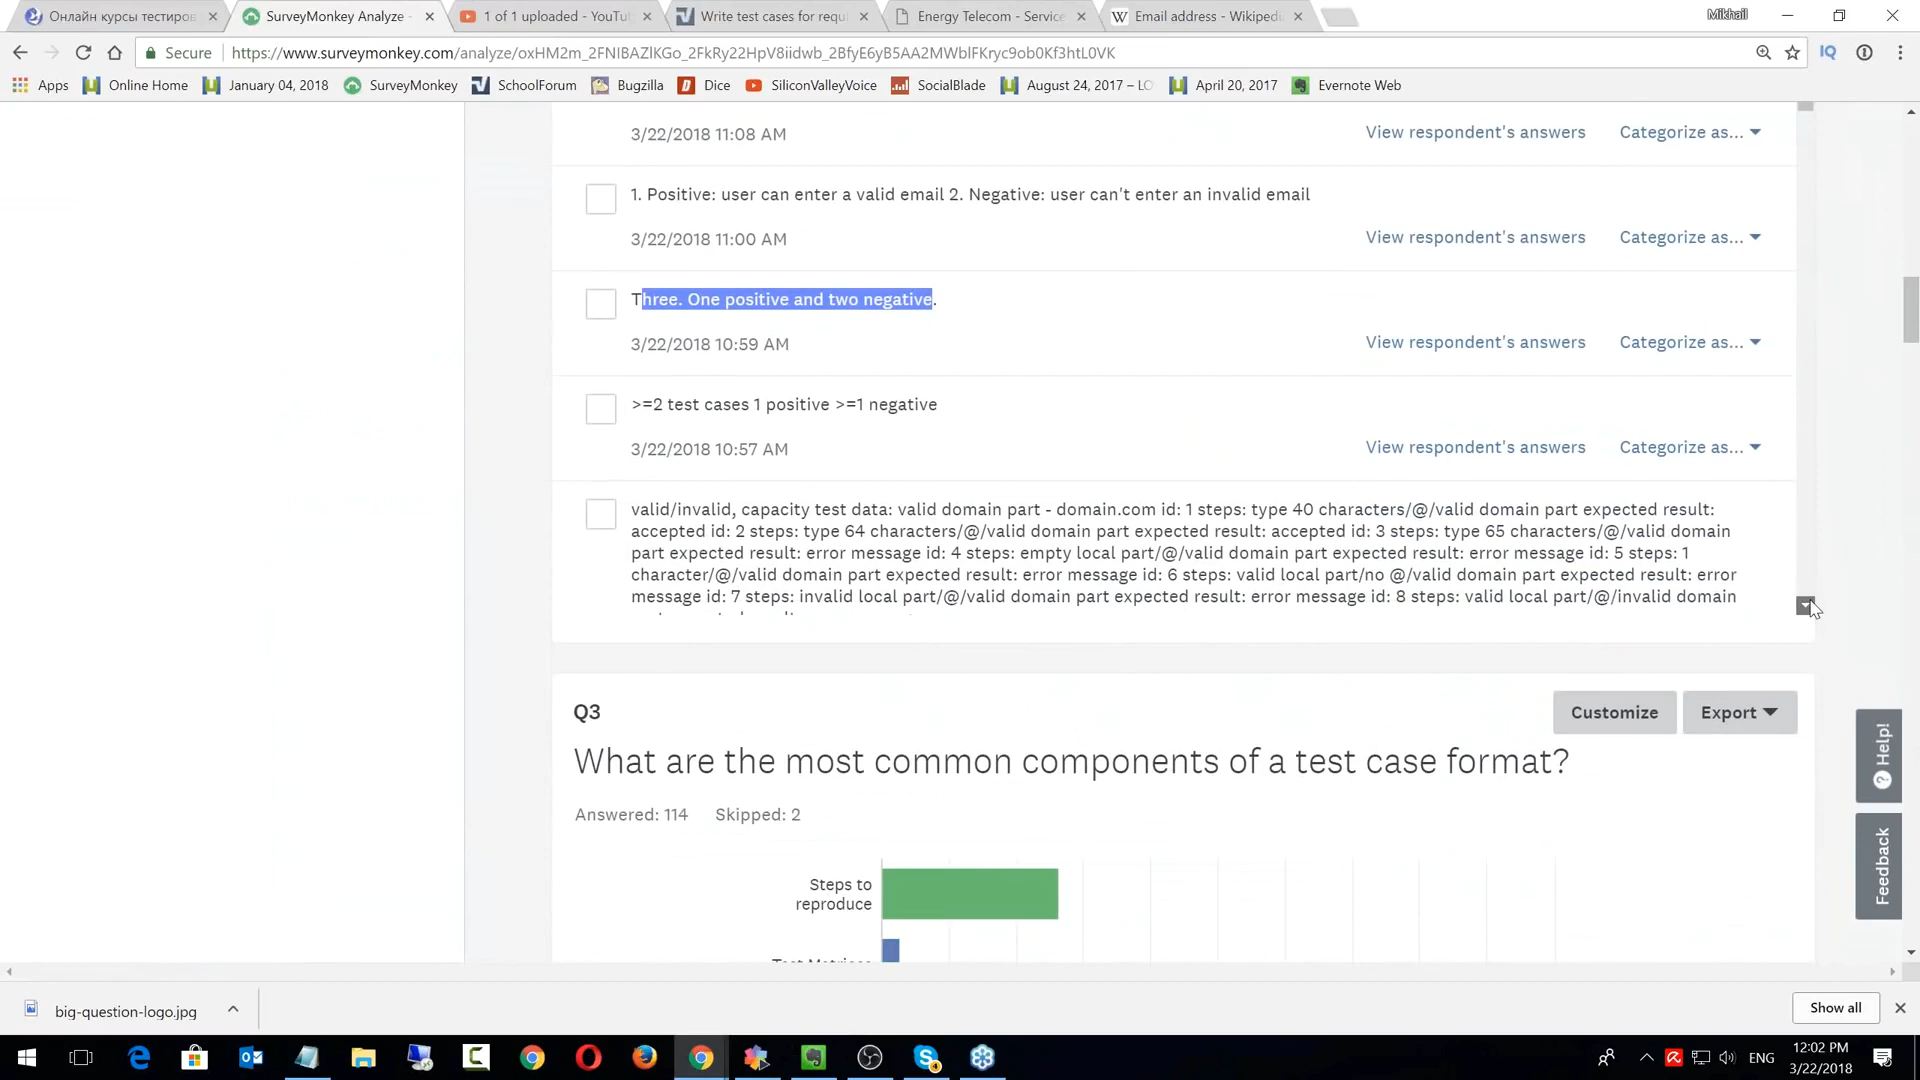 Онлайн курсы тестиров
SurveyMonkey Analyze -
1 of 1 uploaded - YouTu
Write test cases for requ
Energy Telecom - Service
Email address - Wikiped
Mikhail
Secure
https://www.surveymonkey.com/analyze/oxHM2m_2FNIBAZlKGo_2FkRy22HpV8iidwb_2BfyE6yB5AA2MWblFKryc9ob0Kf3htL0VK
Apps
Online Home
January 04, 2018
SurveyMonkey
SchoolForum
Bugzilla
Dice
SiliconValleyVoice
SocialBlade
August 24, 2017 – LO
April 20, 2017
Evernote Web
3/22/2018 11:08 AM
View respondent's answers
Categorize as...
1. Positive: user can enter a valid email 2. Negative: user can't enter an invalid email
3/22/2018 11:00 AM
View respondent's answers
Categorize as...
Three. One positive and two negative.
3/22/2018 10:59 AM
View respondent's answers
Categorize as...
>=2 test cases 1 positive >=1 negative
3/22/2018 10:57 AM
View respondent's answers
Categorize as...
valid/invalid, capacity test data: valid domain part - domain.com id: 1 steps: type 40 characters/@/valid domain part expected result:
accepted id: 2 steps: type 64 characters/@/valid domain part expected result: accepted id: 3 steps: type 65 characters/@/valid domain
part expected result: error message id: 4 steps: empty local part/@/valid domain part expected result: error message id: 5 steps: 1
character/@/valid domain part expected result: error message id: 6 steps: valid local part/no @/valid domain part expected result: error
message id: 7 steps: invalid local part/@/valid domain part expected result: error message id: 8 steps: valid local part/@/invalid domain
Q3
Customize
Export
What are the most common components of a test case format?
Answered: 114
Skipped: 2
Steps to
reproduce
Help!
Feedback
big-question-logo.jpg
Show all
ENG
12:02 PM
3/22/2018